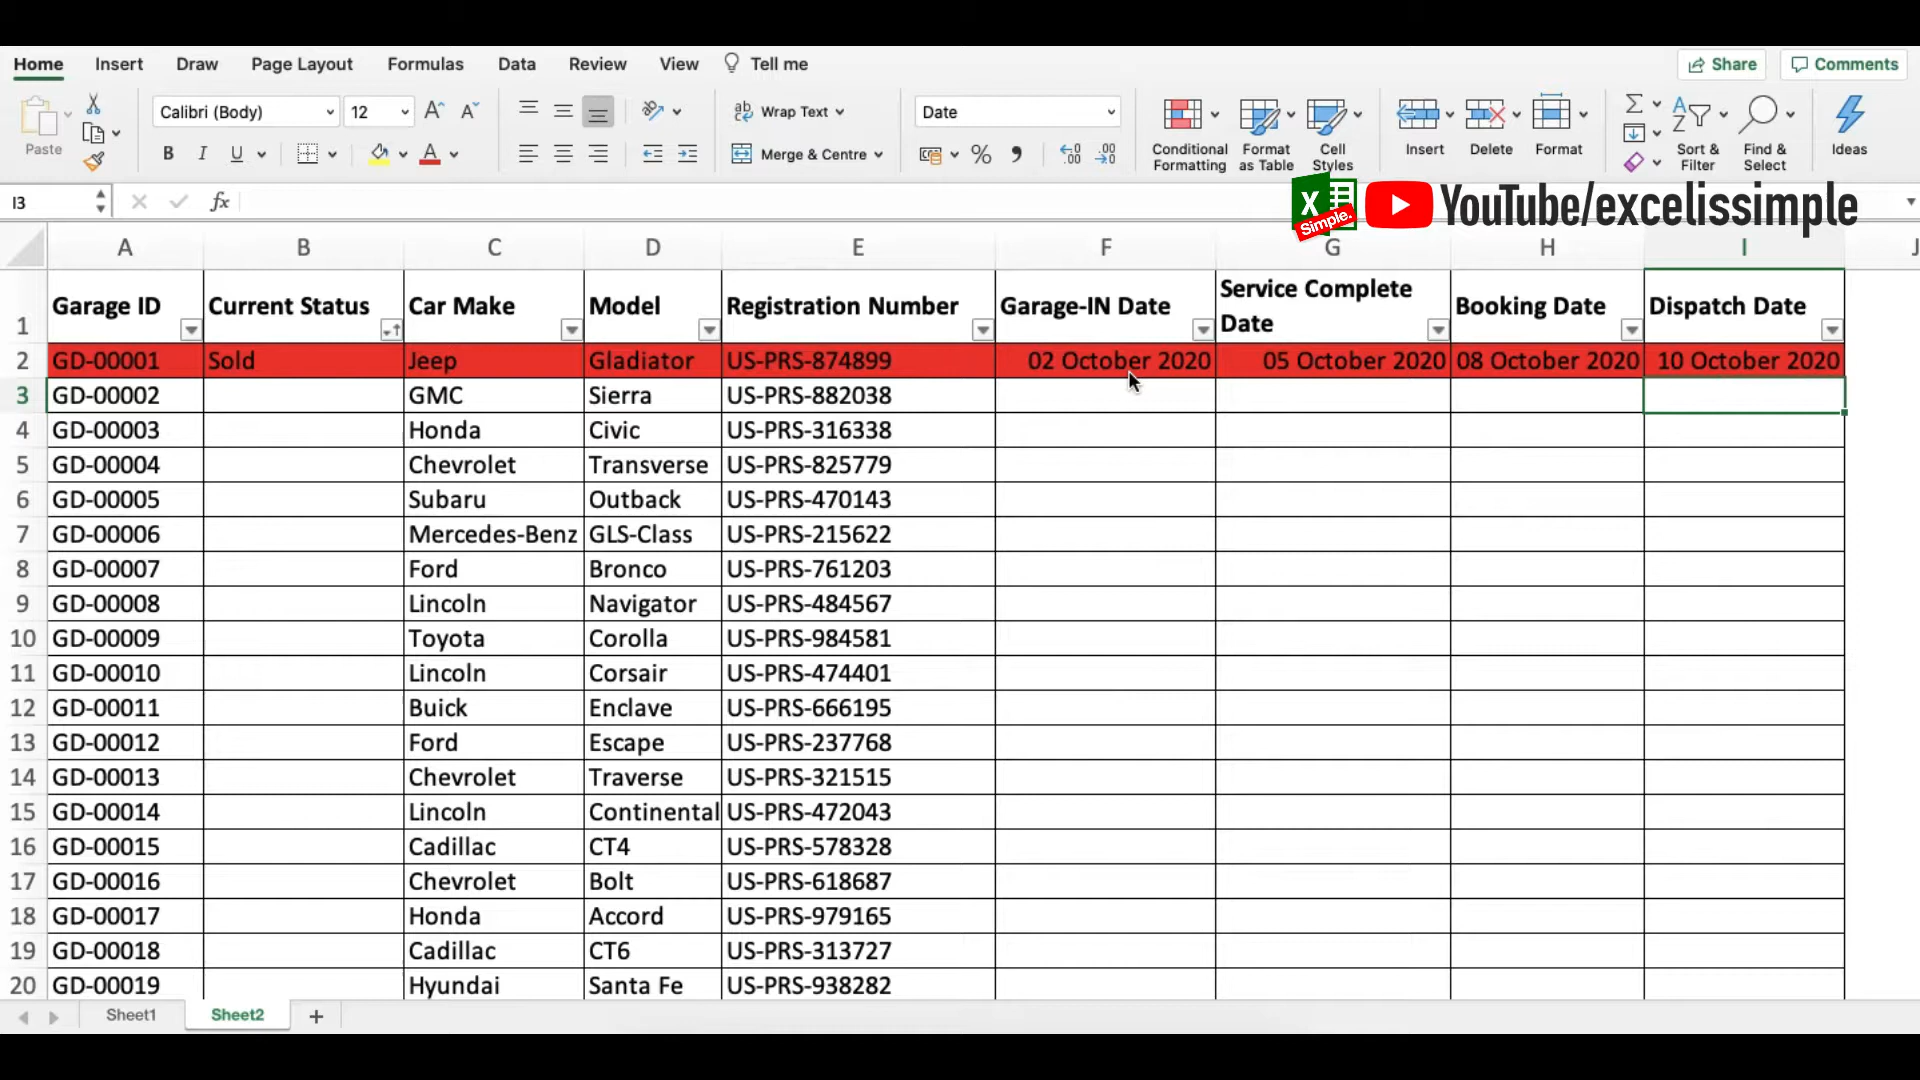 Home Insert Draw Page Layout Formulas Data Review View Tell me Share Comments
Paste Calibri (Body) 12 B I U Wrap Text Merge & Centre Date % Conditional Formatting Format as Table Cell Styles Insert Delete Format Sort & Filter Find & Select Ideas
I3 fx X Simple. YouTube/excelissimple
A B C D E F G H I J
1 Garage ID Current Status Car Make Model Registration Number Garage-IN Date Service Complete Date Booking Date Dispatch Date
2 GD-00001 Sold Jeep Gladiator US-PRS-874899 02 October 2020 05 October 2020 08 October 2020 10 October 2020
3 GD-00002 GMC Sierra US-PRS-882038
4 GD-00003 Honda Civic US-PRS-316338
5 GD-00004 Chevrolet Transverse US-PRS-825779
6 GD-00005 Subaru Outback US-PRS-470143
7 GD-00006 Mercedes-Benz GLS-Class US-PRS-215622
8 GD-00007 Ford Bronco US-PRS-761203
9 GD-00008 Lincoln Navigator US-PRS-484567
10 GD-00009 Toyota Corolla US-PRS-984581
11 GD-00010 Lincoln Corsair US-PRS-474401
12 GD-00011 Buick Enclave US-PRS-666195
13 GD-00012 Ford Escape US-PRS-237768
14 GD-00013 Chevrolet Traverse US-PRS-321515
15 GD-00014 Lincoln Continental US-PRS-472043
16 GD-00015 Cadillac CT4 US-PRS-578328
17 GD-00016 Chevrolet Bolt US-PRS-618687
18 GD-00017 Honda Accord US-PRS-979165
19 GD-00018 Cadillac CT6 US-PRS-313727
20 GD-00019 Hyundai Santa Fe US-PRS-938282
Sheet1 Sheet2